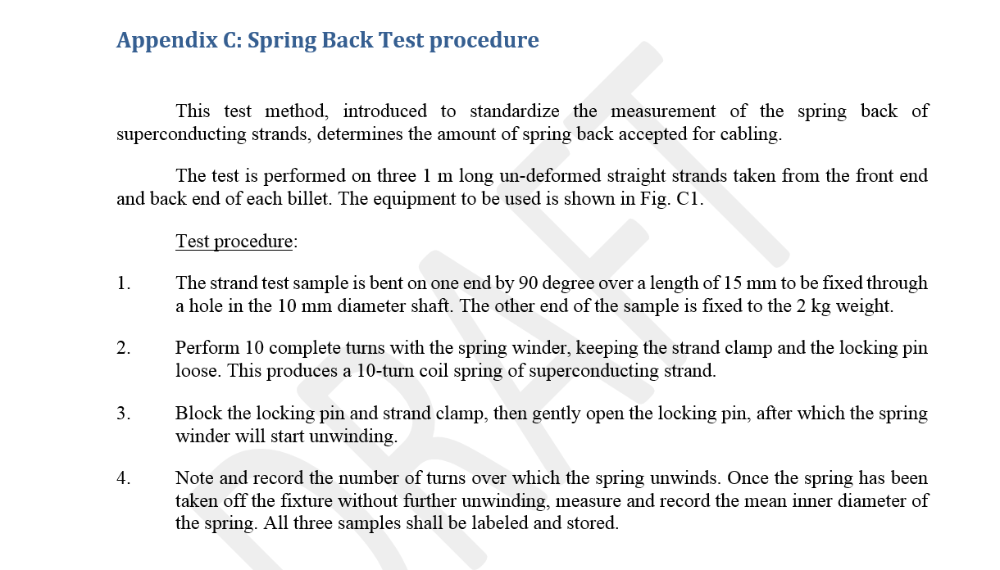 Appendix C: Spring Back Test procedure
This test method, introduced to standardize the measurement of the spring back of
superconducting strands, determines the amount of spring back accepted for cabling.
The test is performed on three 1 m long un-deformed straight strands taken from the front end
and back end of each billet. The equipment to be used is shown in Fig. C1.
Test procedure:
1. The strand test sample is bent on one end by 90 degree over a length of 15 mm to be fixed through
a hole in the 10 mm diameter shaft. The other end of the sample is fixed to the 2 kg weight.
2. Perform 10 complete turns with the spring winder, keeping the strand clamp and the locking pin
loose. This produces a 10-turn coil spring of superconducting strand.
3. Block the locking pin and strand clamp, then gently open the locking pin, after which the spring
winder will start unwinding.
4. Note and record the number of turns over which the spring unwinds. Once the spring has been
taken off the fixture without further unwinding, measure and record the mean inner diameter of
the spring. All three samples shall be labeled and stored.
DRAFT